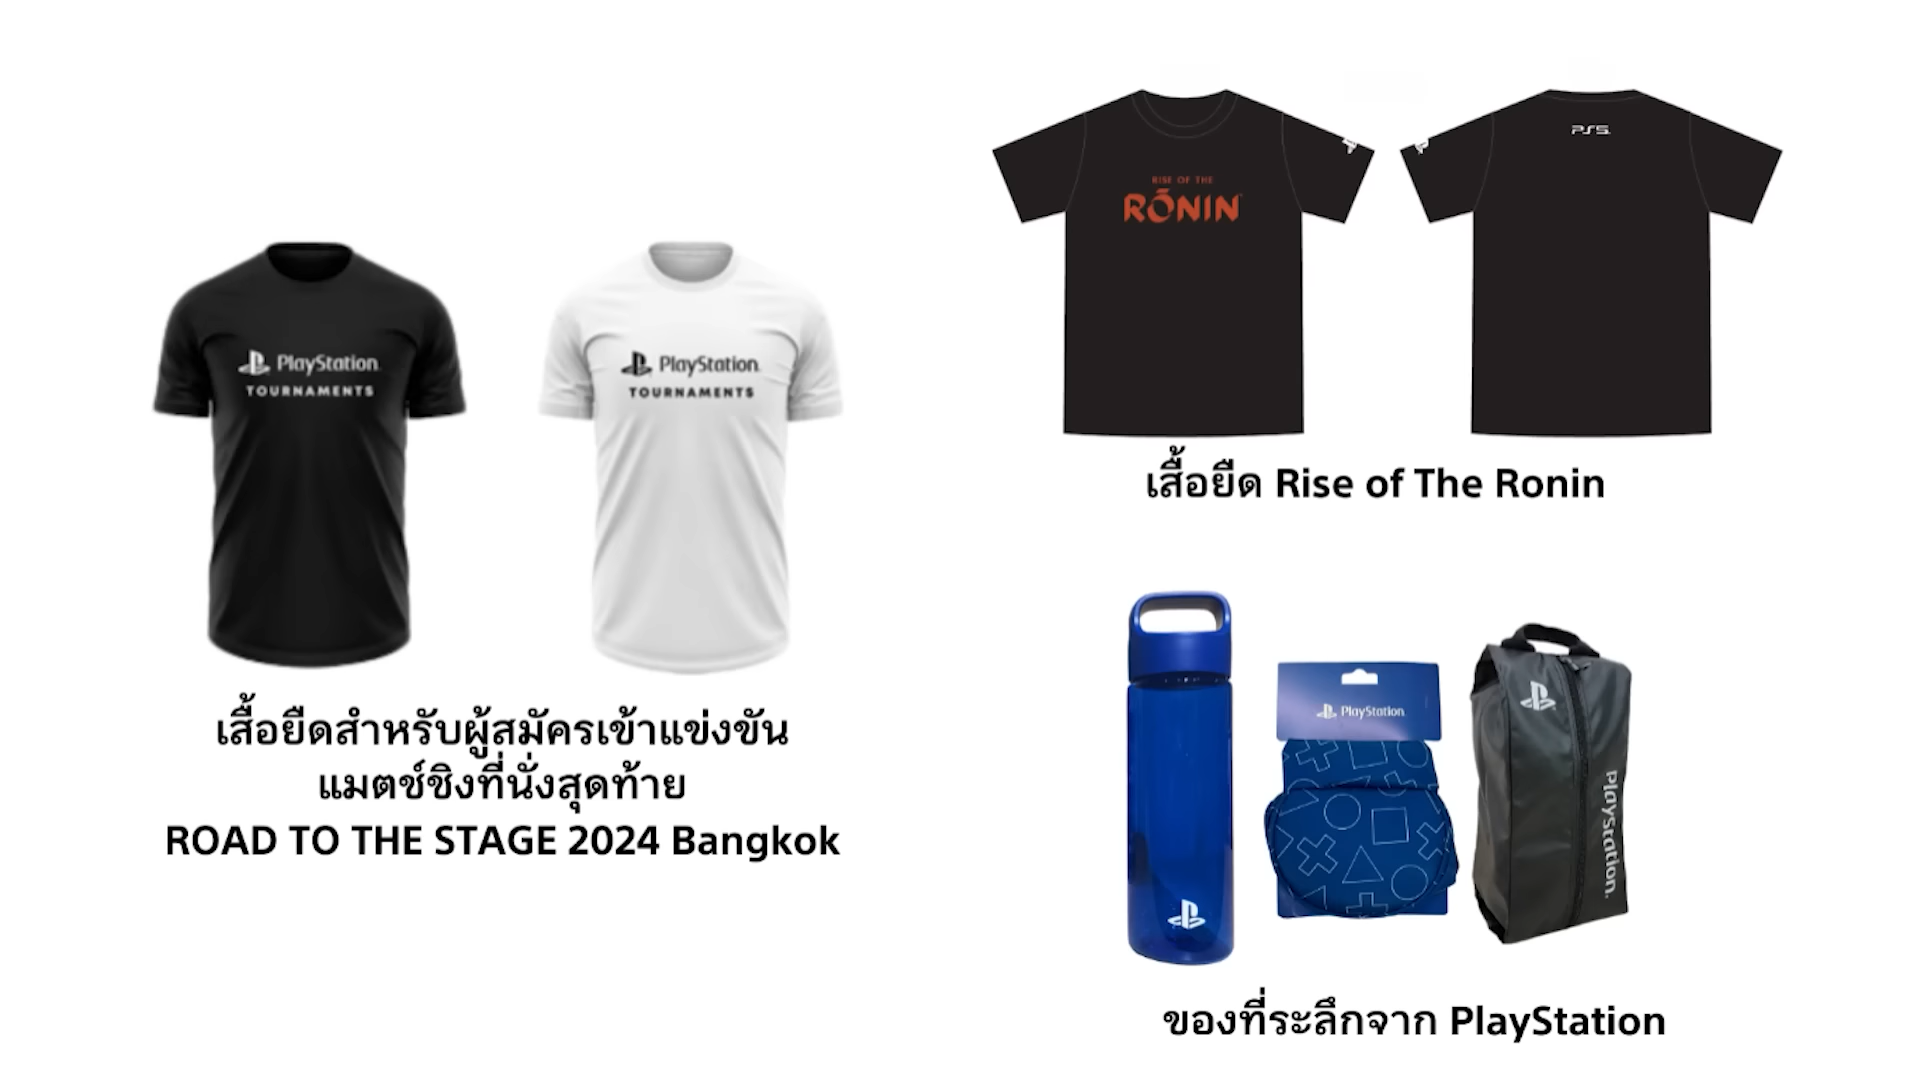 PlayStation
TOURNAMENTS
PlayStation
TOURNAMENTS
เสื้อยืดสำหรับผู้สมัครเข้าแข่งขัน
แมตช์ชิงที่นั่งสุดท้าย
ROAD TO THE STAGE 2024 Bangkok
RISE OF THE
RŌNIN
PS5
เสื้อยืด Rise of The Ronin
PlayStation
PlayStation
ของที่ระลึกจาก PlayStation